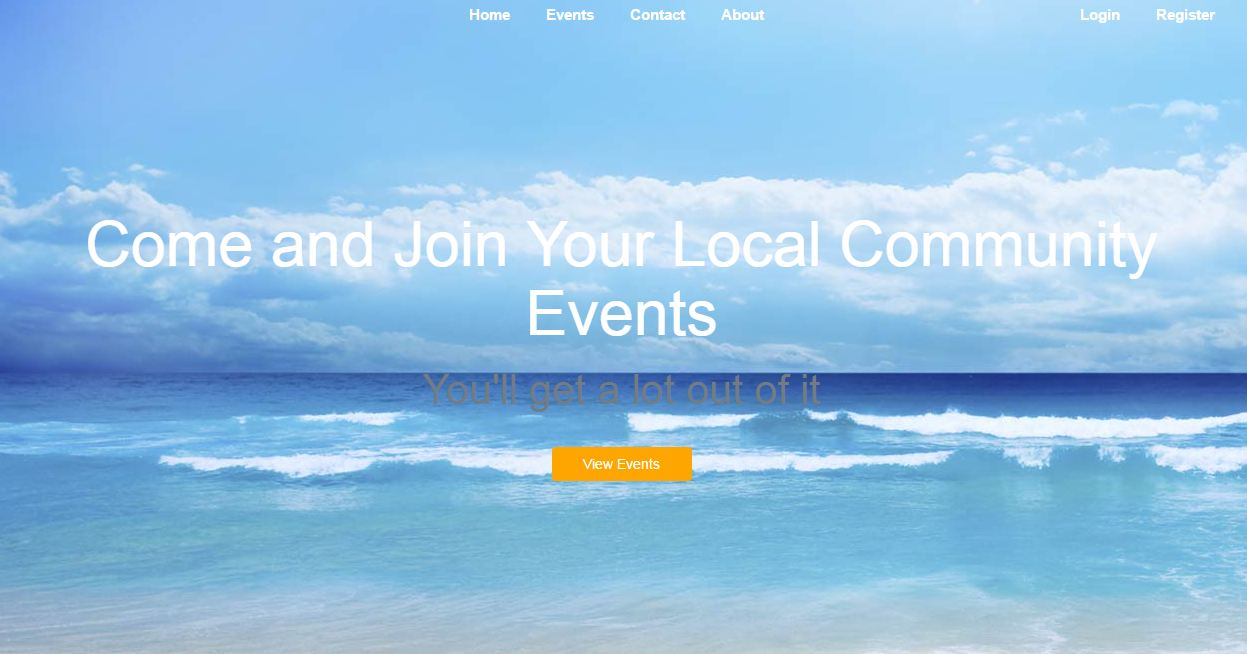 Home Events Contact About Login Register
Come and Join Your Local Community
Events
You'll get a lot out of it
View Events